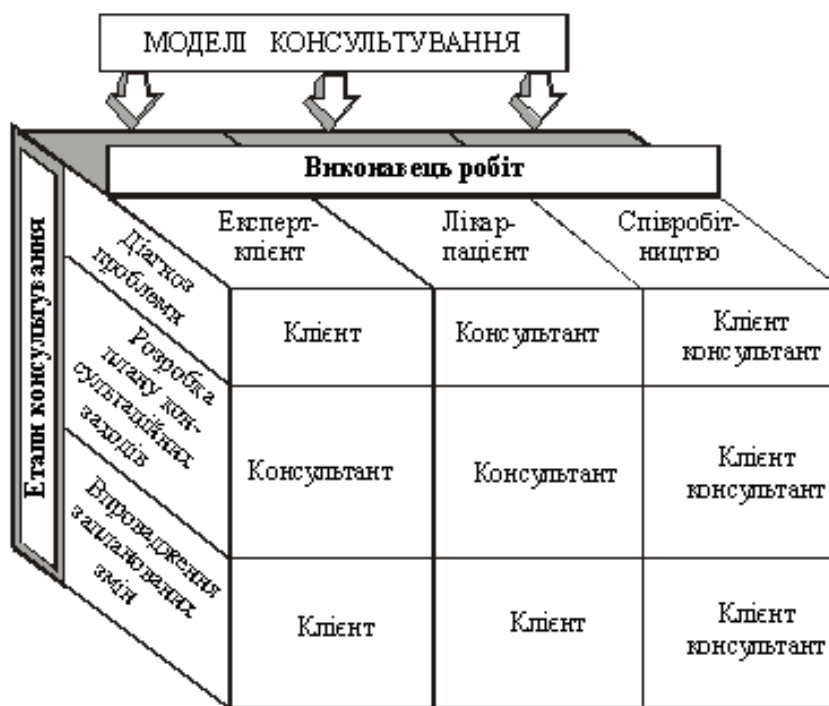 МОДЕЛІ КОНСУЛЬТУВАННЯ
Виконавець робіт
Експерт-
клієнт
Лікар-
пацієнт
Співробіт-
ництво
Етапи консультування
Діагноз
проблеми
Клієнт
Консультант
Клієнт
консультант
Розробка
плану кон-
сультаційних
заходів
Консультант
Консультант
Клієнт
консультант
Впровадження
запланованих
змін
Клієнт
Клієнт
Клієнт
консультант